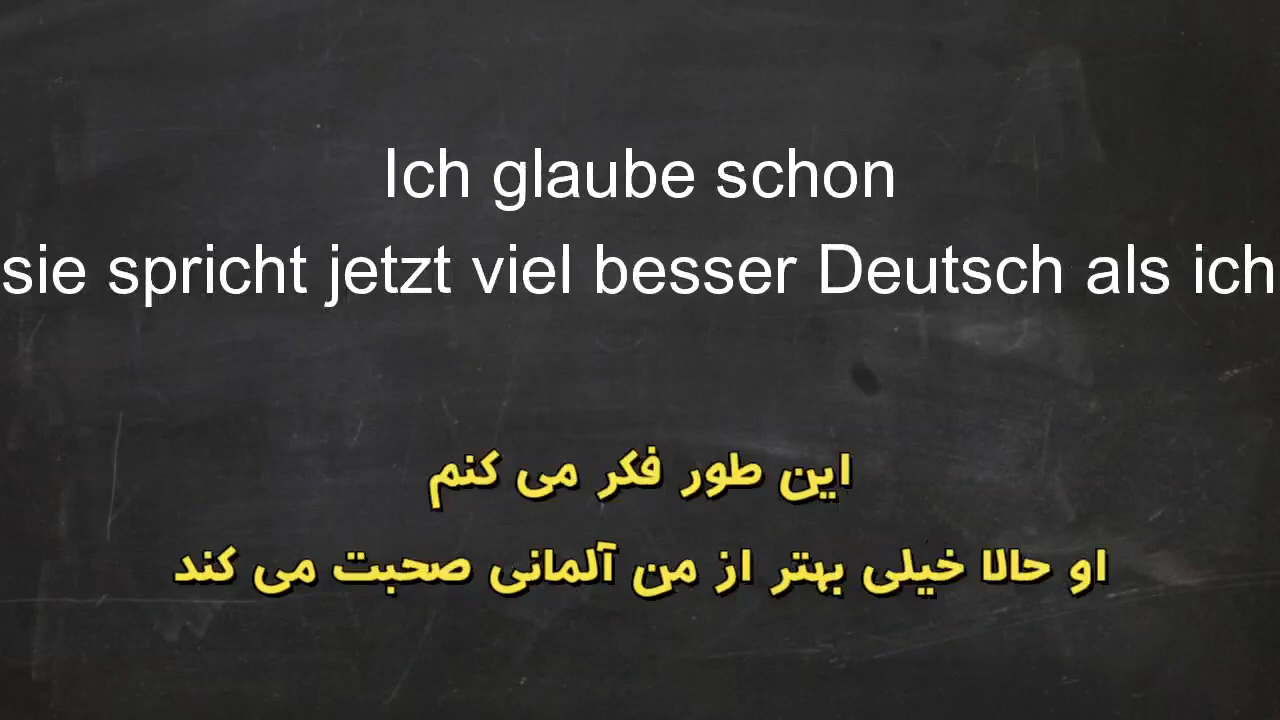 Ich glaube schon
sie spricht jetzt viel besser Deutsch als ich
این طور فکر می کنم
او حالا خیلی بهتر از من آلمانی صحبت می کند